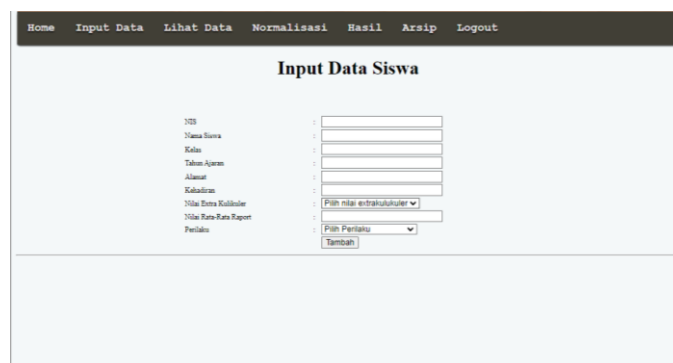 Home Input Data Lihat Data Normalisasi Hasil Arsip Logout
Input Data Siswa
NIS :
Nama Siswa :
Kelas :
Tahun Ajaran :
Alamat :
Kehadiran :
Nilai Extra Kulikuler : Pilih nilai extrakulukuler
Nilai Rata-Rata Raport :
Perilaku : Pilih Perilaku
Tambah